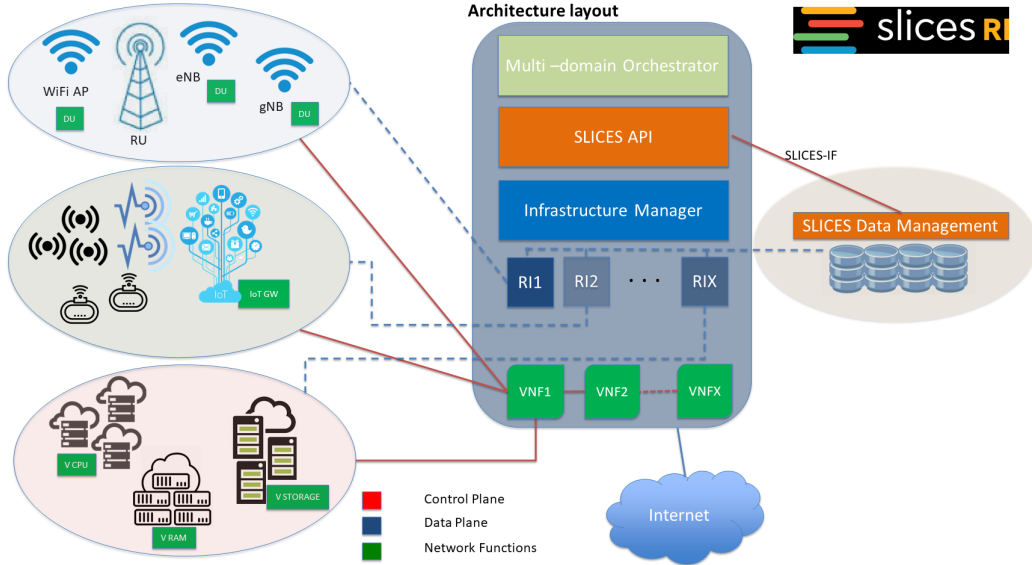 Architecture layout
slices RI
Multi –domain Orchestrator
SLICES API
Infrastructure Manager
SLICES-IF
SLICES Data Management
WiFi AP
DU
RU
eNB
DU
gNB
DU
IoT
IoT GW
RI1
RI2
. . .
RIX
VNF1
VNF2
VNFX
V CPU
V RAM
V STORAGE
Control Plane
Data Plane
Network Functions
Internet